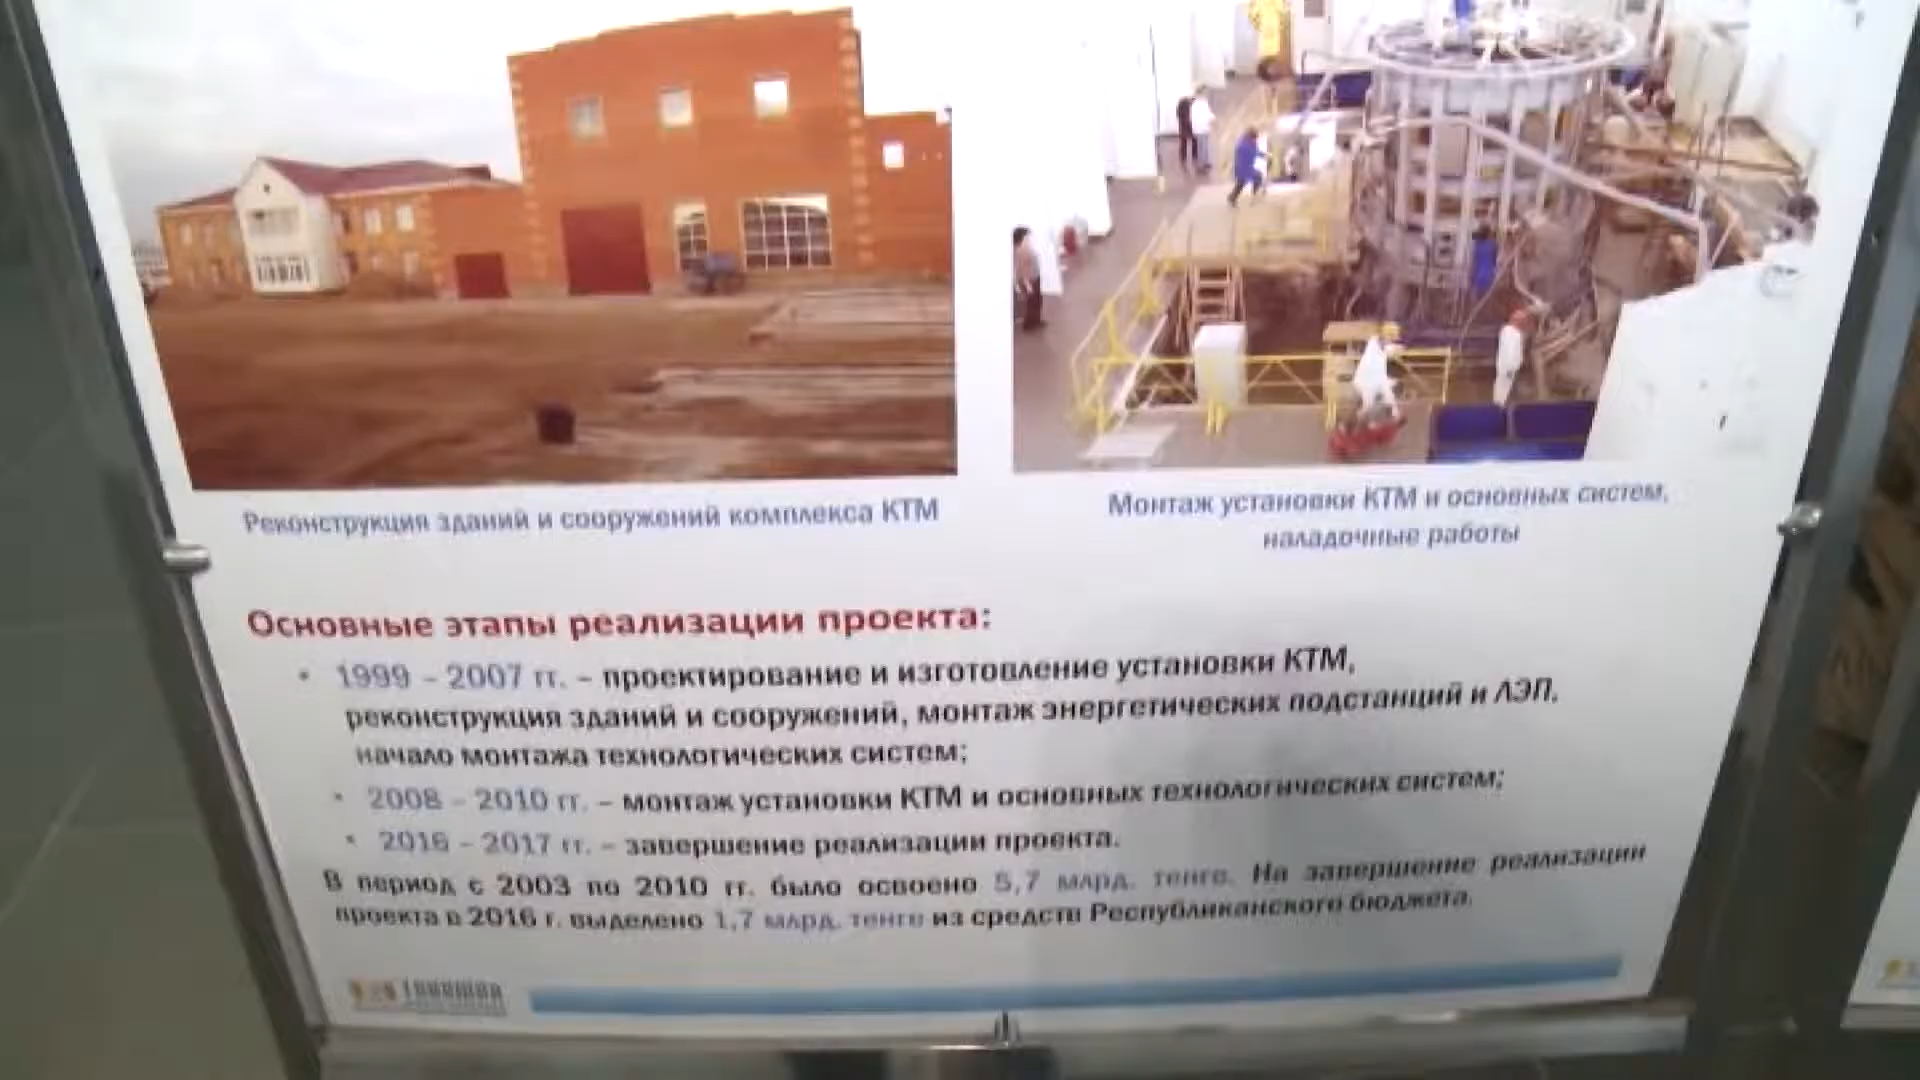 Реконструкция зданий и сооружений комплекса КТМ
Монтаж установки КТМ и основных систем,
наладочные работы
Основные этапы реализации проекта:
• 1999 – 2007 гг. – проектирование и изготовление установки КТМ,
реконструкция зданий и сооружений, монтаж энергетических подстанций и ЛЭП,
начало монтажа технологических систем;
• 2008 – 2010 гг. – монтаж установки КТМ и основных технологических систем;
• 2016 – 2017 гг. – завершение реализации проекта.
В период с 2003 по 2010 гг. было освоено 5,7 млрд. тенге. На завершение реализации
проекта в 2016 г. выделено 1,7 млрд. тенге из средств Республиканского бюджета.